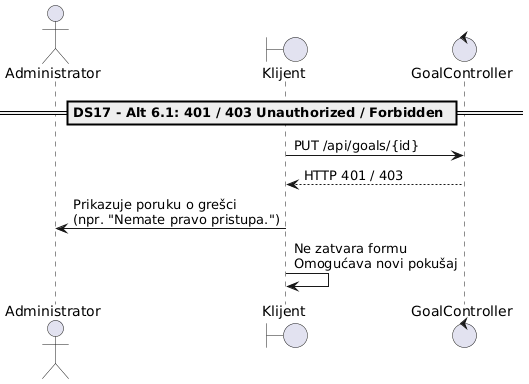 Administrator
Klijent
GoalController
DS17 - Alt 6.1: 401 / 403 Unauthorized / Forbidden
PUT /api/goals/{id}
HTTP 401 / 403
Prikazuje poruku o grešci
(npr. "Nemate pravo pristupa.")
Ne zatvara formu
Omogućava novi pokušaj
Administrator
Klijent
GoalController